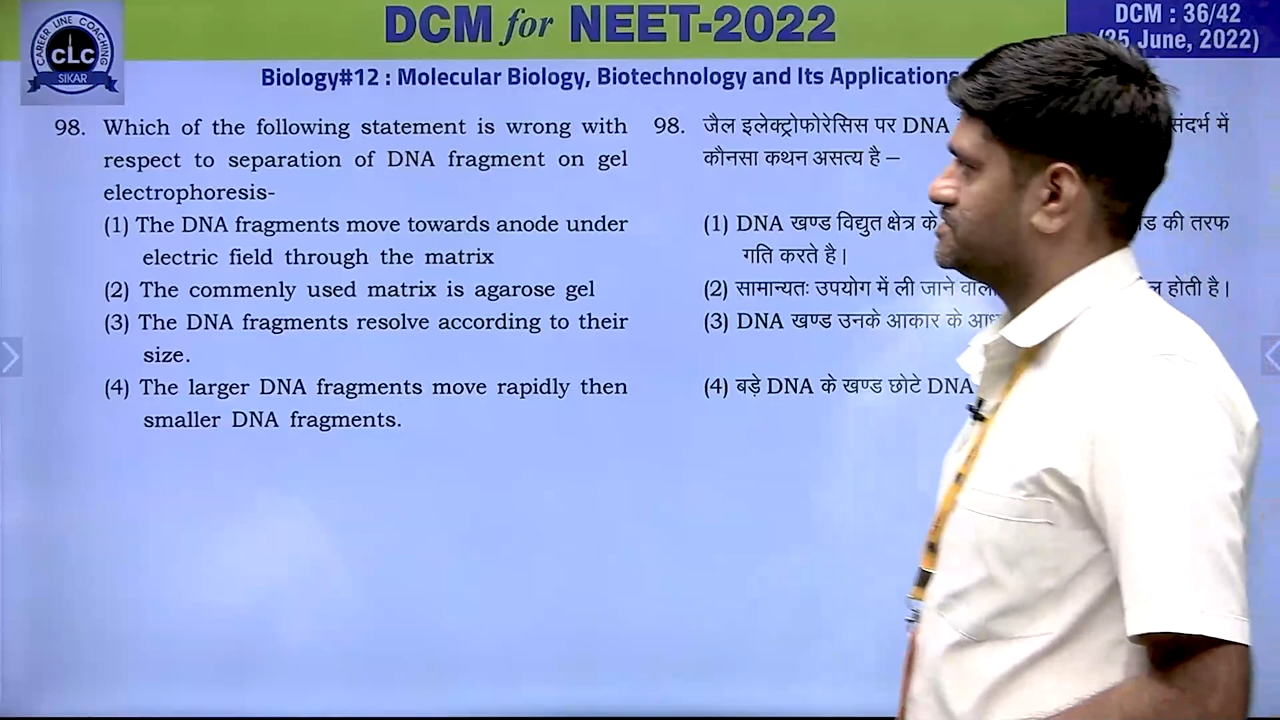 CAREER LINE COACHING
CLC
SIKAR
DCM for NEET-2022
DCM : 36/42
(25 June, 2022)
Biology#12 : Molecular Biology, Biotechnology and Its Applications
98. Which of the following statement is wrong with
respect to separation of DNA fragment on gel
electrophoresis-
(1) The DNA fragments move towards anode under
electric field through the matrix
(2) The commenly used matrix is agarose gel
(3) The DNA fragments resolve according to their
size.
(4) The larger DNA fragments move rapidly then
smaller DNA fragments.
98. जैल इलेक्ट्रोफोरेसिस पर DNA संदर्भ में
कौनसा कथन असत्य है –
(1) DNA खण्ड विद्युत क्षेत्र के की तरफ
गति करते है।
(2) सामान्यतः उपयोग में ली जाने होती है।
(3) DNA खण्ड उनके आकार के
(4) बड़े DNA के खण्ड छोटे DNA